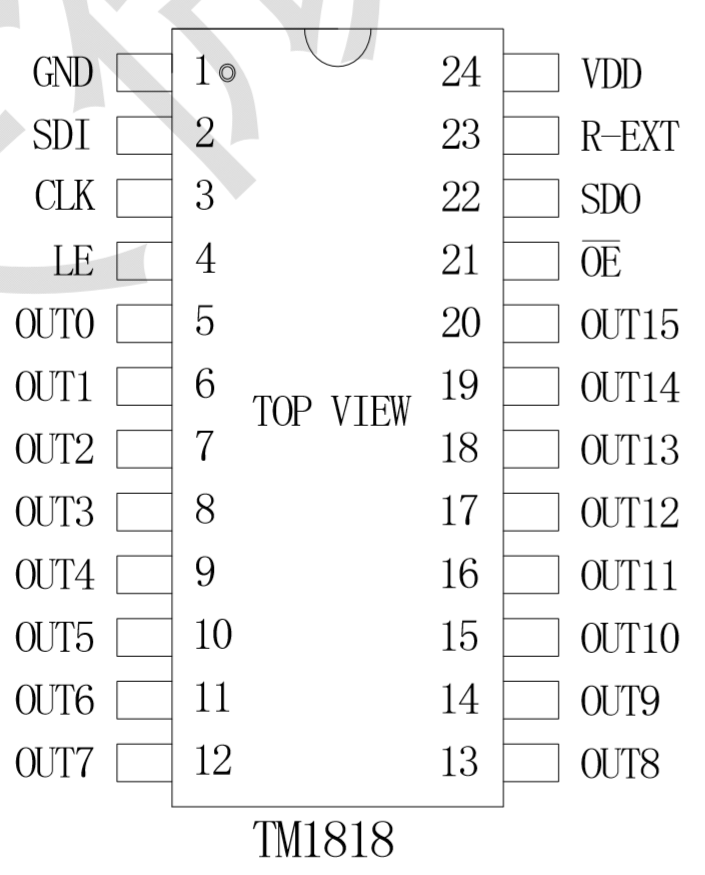 GND 1 24 VDD
SDI 2 23 R-EXT
CLK 3 22 SDO
LE 4 21 O̅E̅
OUT0 5 20 OUT15
OUT1 6 19 OUT14
TOP VIEW
OUT2 7 18 OUT13
OUT3 8 17 OUT12
OUT4 9 16 OUT11
OUT5 10 15 OUT10
OUT6 11 14 OUT9
OUT7 12 13 OUT8
TM1818